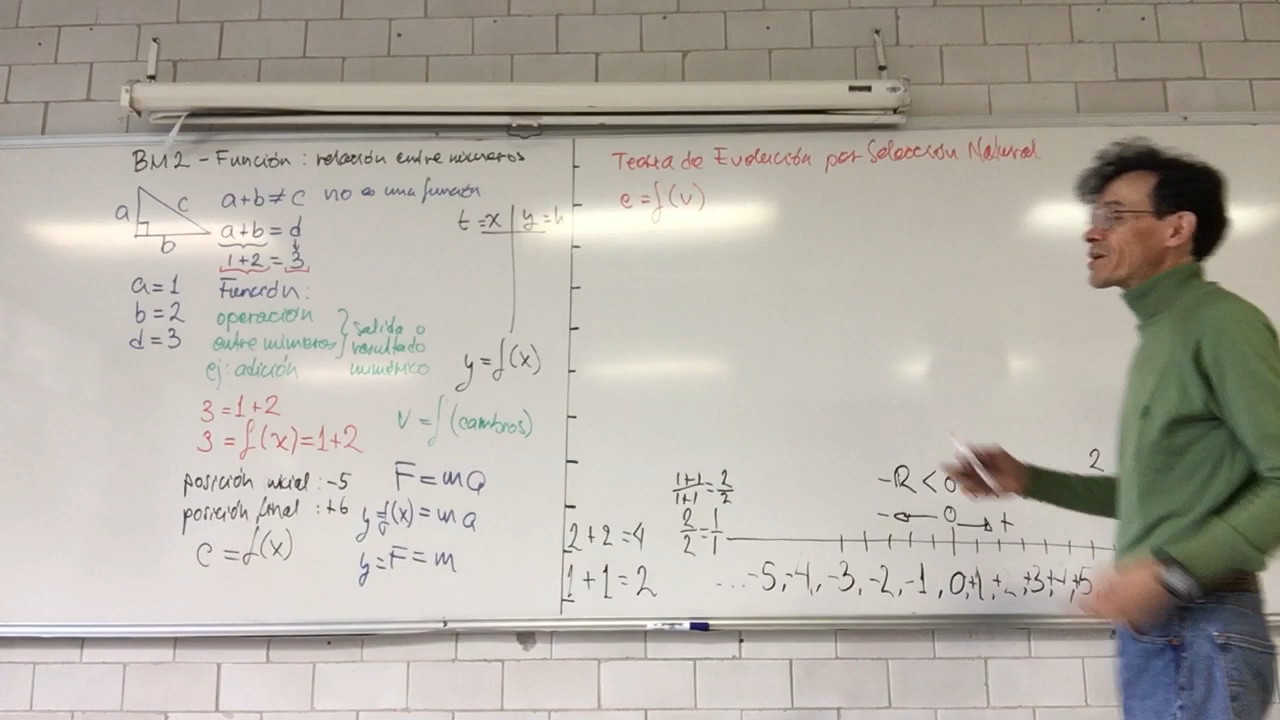 BM2 - Función : relación entre números
a
c
b
a+b≠c no es una función
a+b = d
1+2 = 3
a=1
b=2
d=3
Función:
operación
entre números
ej: adición
salida o
resultado
numérico
3 = 1+2
3 = f(x) = 1+2
posición inicial : -5
posición final : +6
e = f(x)
t = x | y =
y = f(x)
v = f(cambios)
F = ma
y f(x) = ma
y = F = m
Teoría de Evolución por Selección Natural
e = f(v)
1+1/1+1 = 2/2
2/2 = 1/1
2+2=4
1+1=2
2
-R < 0
- ← 0 → +
...-5,-4,-3,-2,-1,0,+1,+2,+3,+4,+5